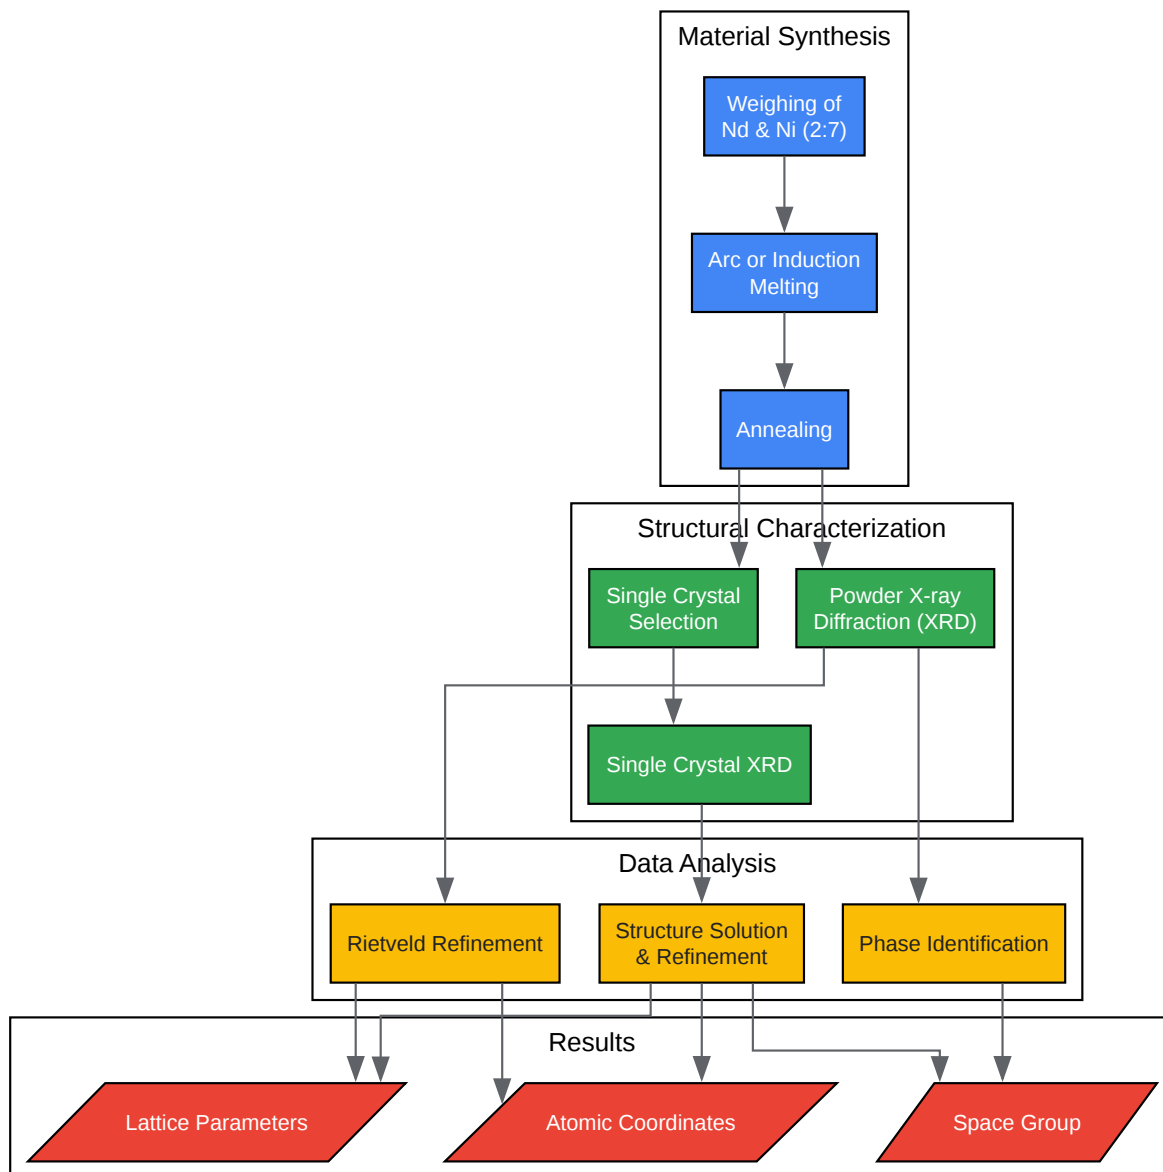 Material Synthesis
Weighing of
Nd & Ni (2:7)
Arc or Induction
Melting
Annealing
Structural Characterization
Single Crystal
Selection
Powder X-ray
Diffraction (XRD)
Single Crystal XRD
Data Analysis
Rietveld Refinement
Structure Solution
& Refinement
Phase Identification
Results
Lattice Parameters
Atomic Coordinates
Space Group